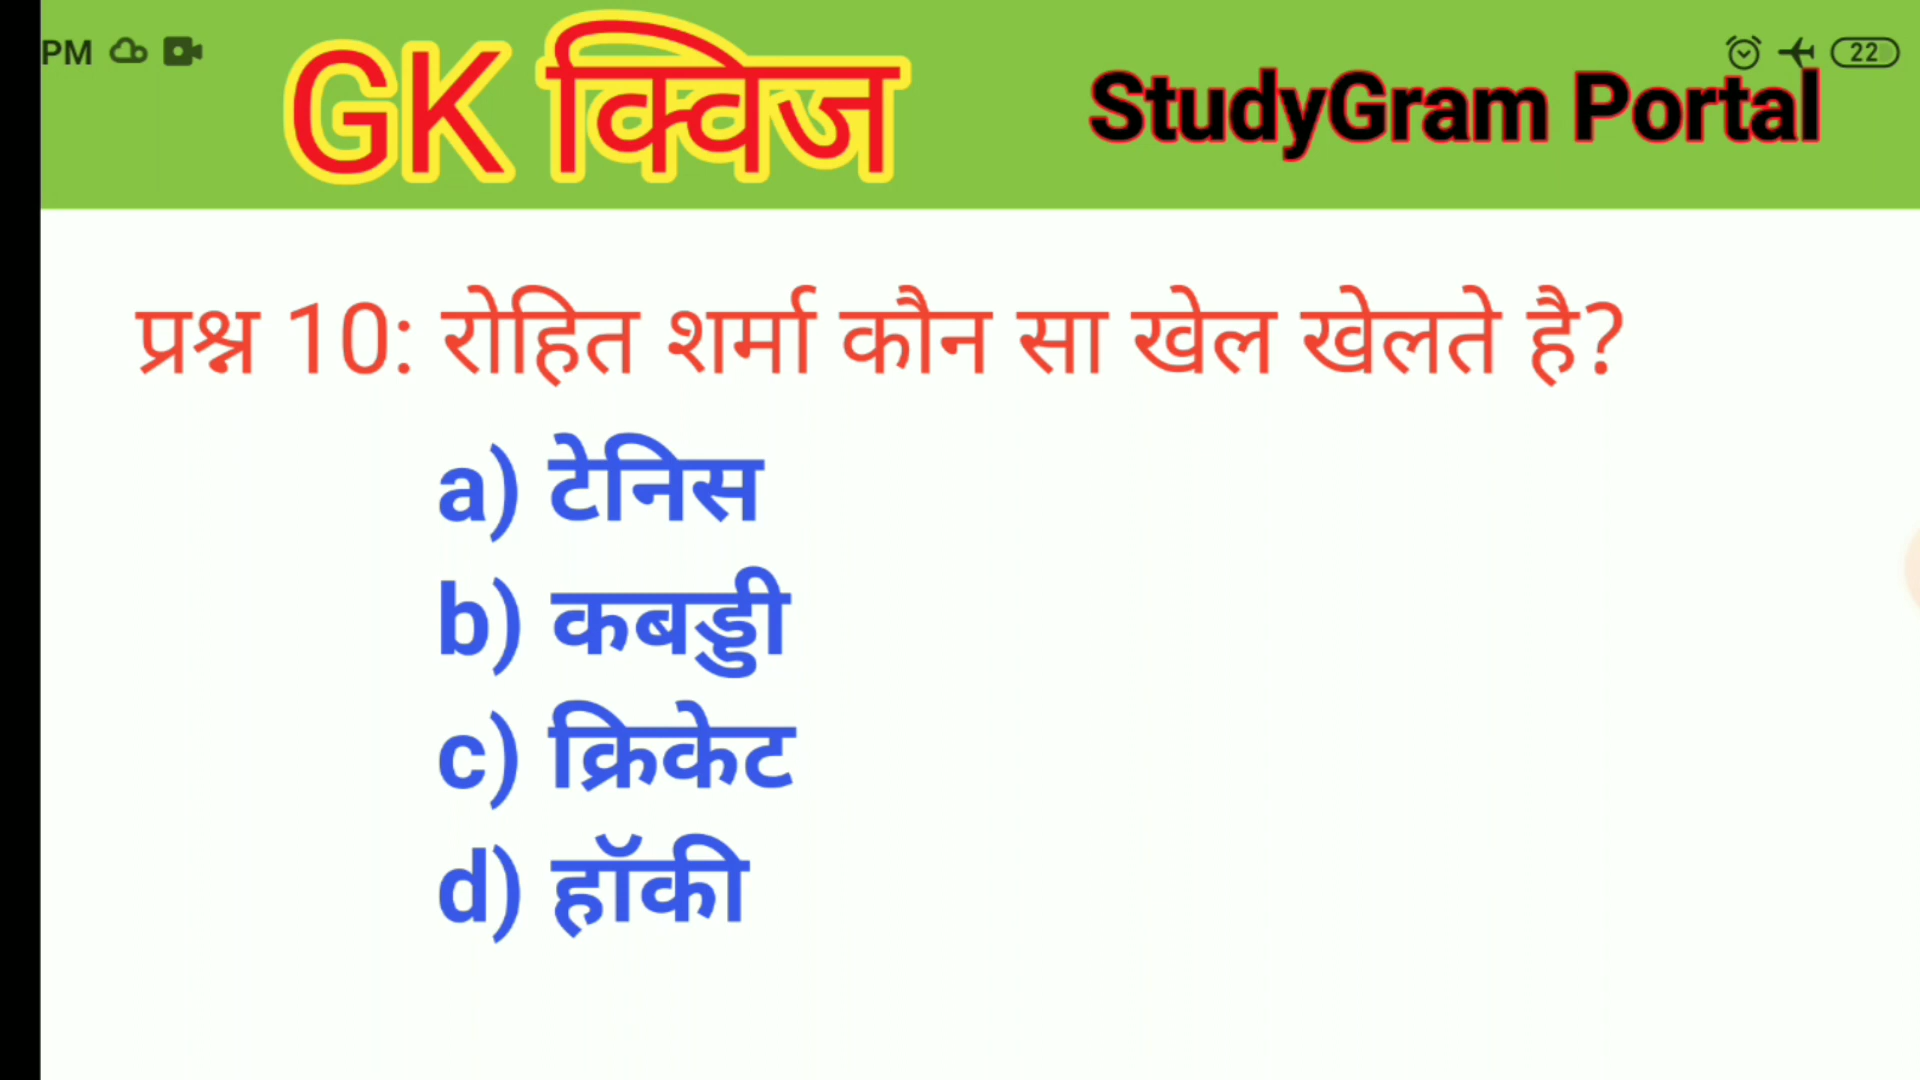 PM 22
GK क्विज StudyGram Portal
प्रश्न 10: रोहित शर्मा कौन सा खेल खेलते है?
a) टेनिस
b) कबड्डी
c) क्रिकेट
d) हॉकी